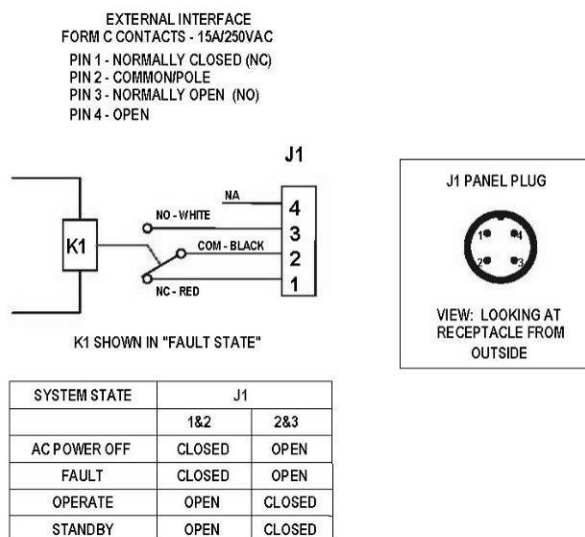 EXTERNAL INTERFACE
FORM C CONTACTS - 15A/250VAC
PIN 1 - NORMALLY CLOSED (NC)
PIN 2 - COMMON/POLE
PIN 3 - NORMALLY OPEN (NO)
PIN 4 - OPEN
J1
NA
4
NO - WHITE
3
K1
COM - BLACK
2
1
NC - RED
K1 SHOWN IN "FAULT STATE"
J1 PANEL PLUG
1 4
2 3
VIEW: LOOKING AT
RECEPTACLE FROM
OUTSIDE
SYSTEM STATE J1
1&2 2&3
AC POWER OFF CLOSED OPEN
FAULT CLOSED OPEN
OPERATE OPEN CLOSED
STANDBY OPEN CLOSED